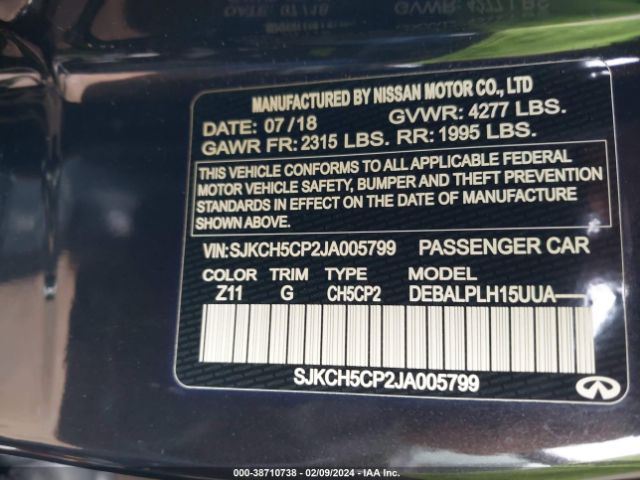 MANUFACTURED BY NISSAN MOTOR CO., LTD
DATE: 07/18 GVWR: 4277 LBS.
GAWR FR: 2315 LBS. RR: 1995 LBS.
THIS VEHICLE CONFORMS TO ALL APPLICABLE FEDERAL
MOTOR VEHICLE SAFETY, BUMPER AND THEFT PREVENTION
STANDARDS IN EFFECT ON THE DATE OF MANUFACTURE
SHOWN ABOVE.
VIN:SJKCH5CP2JA005799 PASSENGER CAR
COLOR TRIM TYPE MODEL
Z11 G CH5CP2 DEBALPLH15UUA
SJKCH5CP2JA005799
INFINITI
000-38710738 - 02/09/2024 - IAA Inc.